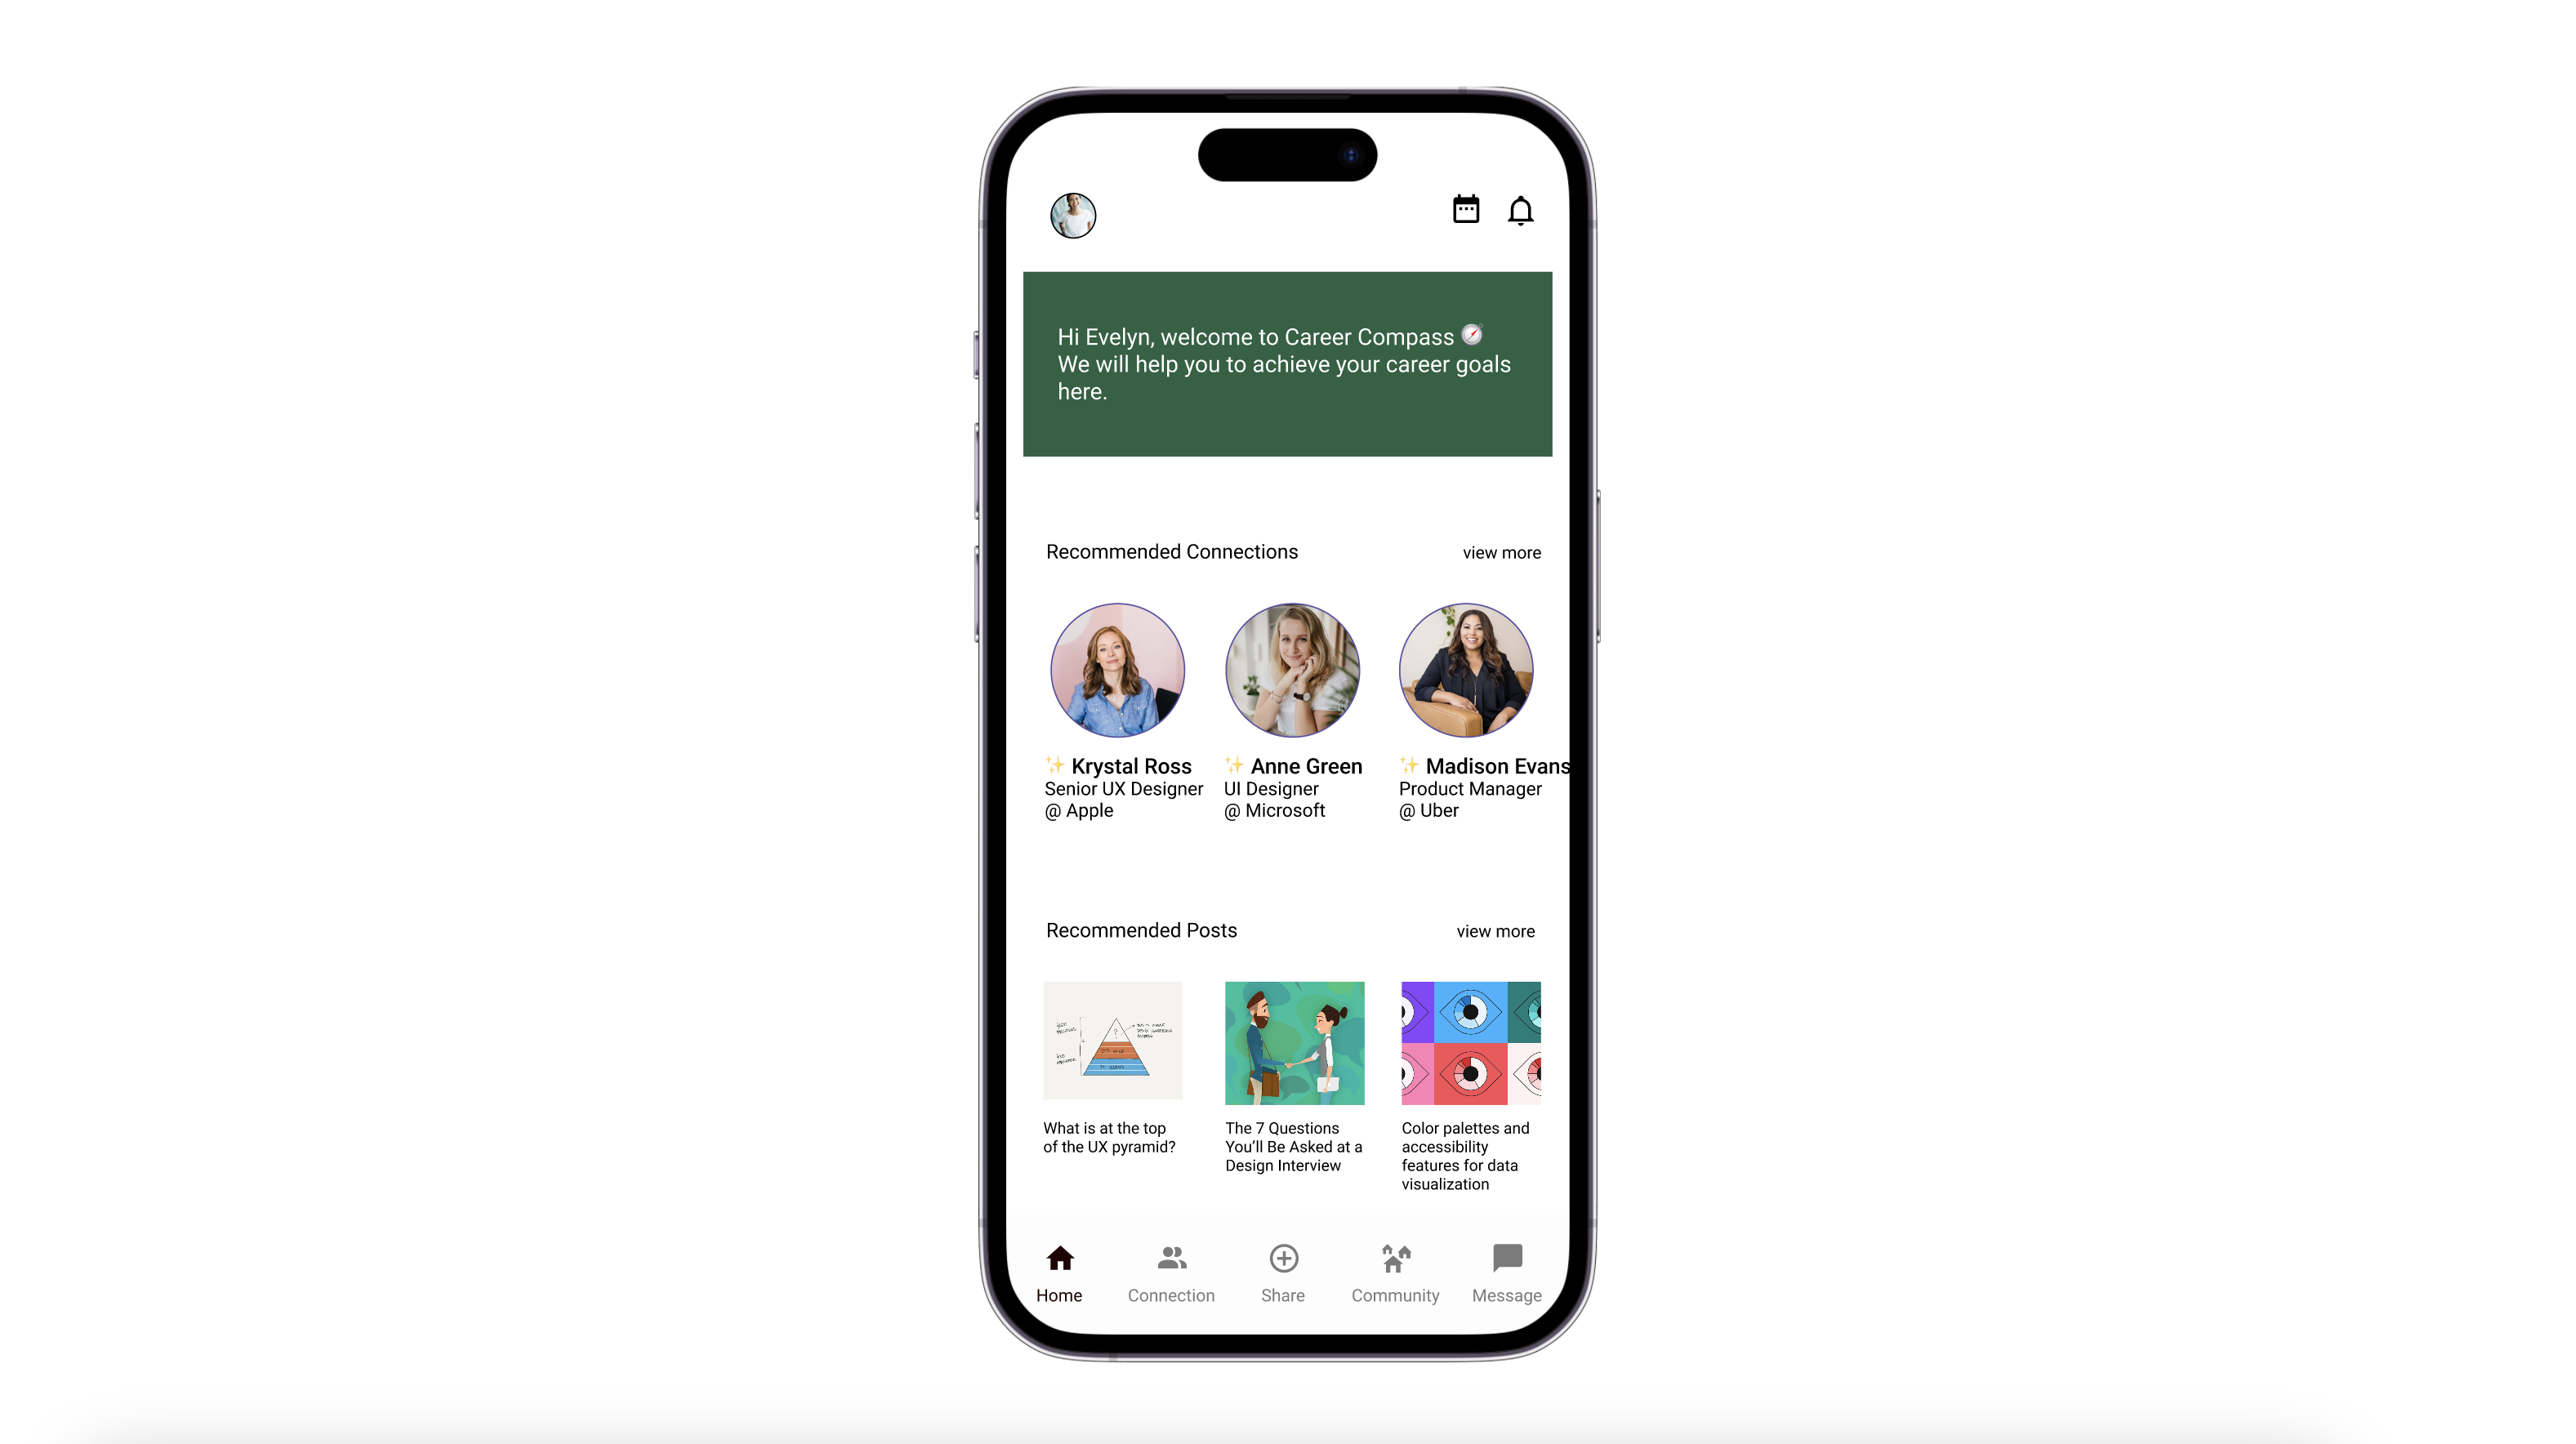 Hi Evelyn, welcome to Career Compass 🧭
We will help you to achieve your career goals
here.
Recommended Connections
view more
✨ Krystal Ross
Senior UX Designer
@ Apple
✨ Anne Green
UI Designer
@ Microsoft
✨ Madison Evans
Product Manager
@ Uber
Recommended Posts
view more
?
What is at the top
of the UX pyramid?
The 7 Questions
You'll Be Asked at a
Design Interview
Color palettes and
accessibility
features for data
visualization
Home
Connection
Share
Community
Message